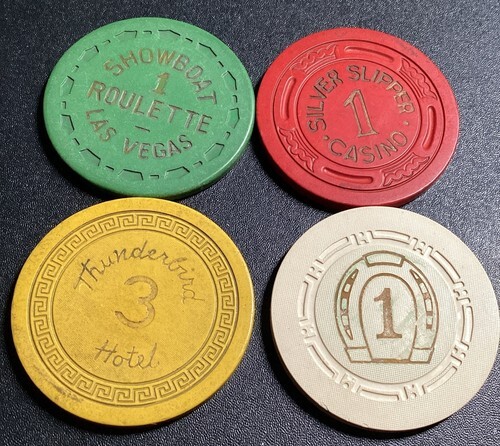 SHOWBOAT
1
ROULETTE
LAS VEGAS
SILVER SLIPPER
1
CASINO
Thunderbird
3
Hotel
1